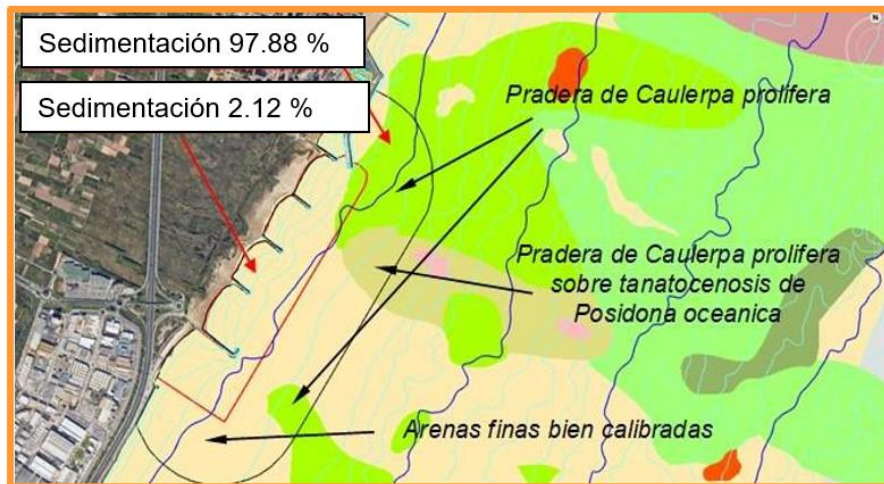 Sedimentación 97.88 %
Sedimentación 2.12 %
N
Pradera de Caulerpa prolifera
Pradera de Caulerpa prolifera
sobre tanatocenosis de
Posidona oceanica
Arenas finas bien calibradas